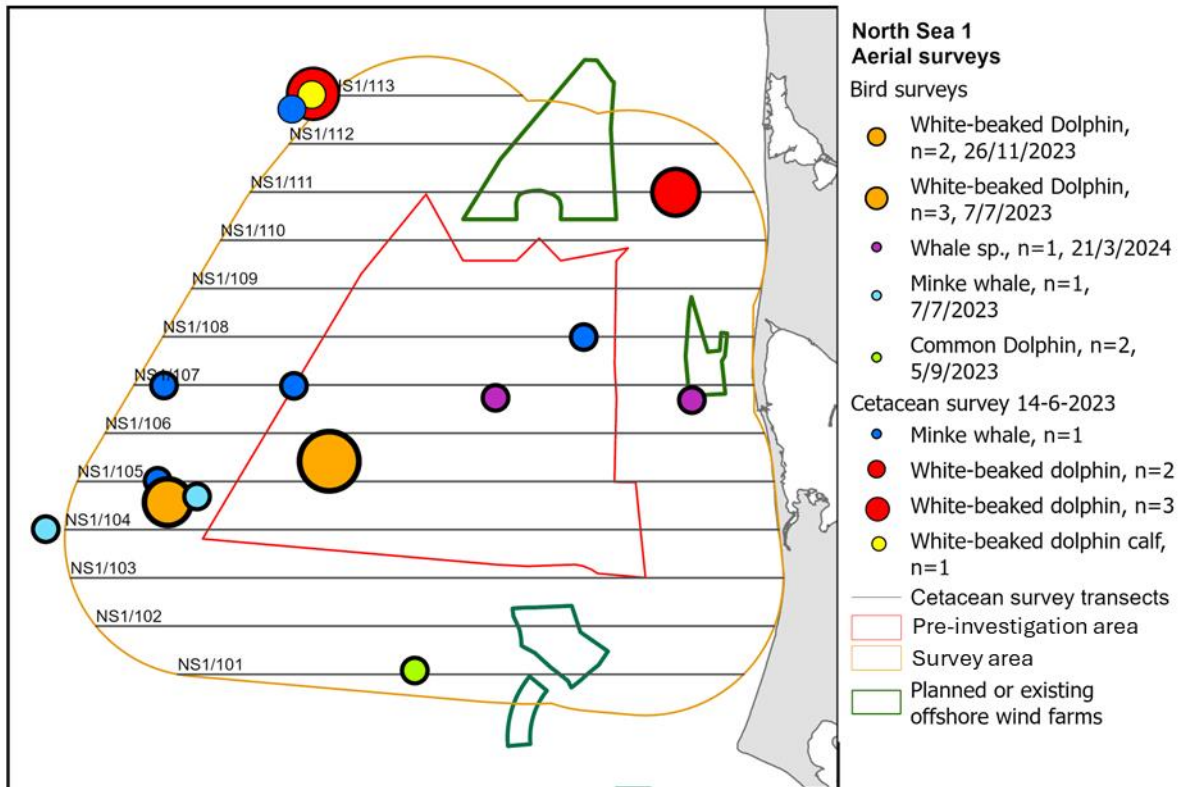 North Sea 1
Aerial surveys
Bird surveys
White-beaked Dolphin,
n=2, 26/11/2023
White-beaked Dolphin,
n=3, 7/7/2023
Whale sp., n=1, 21/3/2024
Minke whale, n=1,
7/7/2023
Common Dolphin, n=2,
5/9/2023
Cetacean survey 14-6-2023
Minke whale, n=1
White-beaked dolphin, n=2
White-beaked dolphin, n=3
White-beaked dolphin calf,
n=1
Cetacean survey transects
Pre-investigation area
Survey area
Planned or existing
offshore wind farms
NS1/113
NS1/112
NS1/111
NS1/110
NS1/109
NS1/108
NS1/107
NS1/106
NS1/105
NS1/104
NS1/103
NS1/102
NS1/101